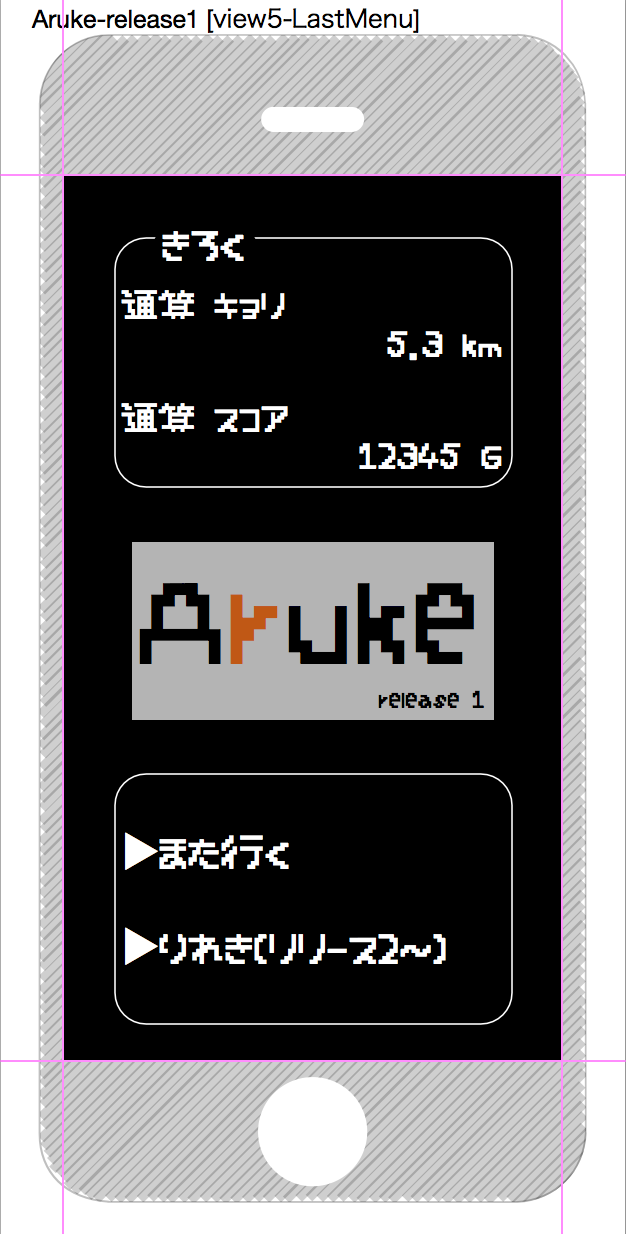 Aruke-release1 [view5-LastMenu]
きろく
通算 キョリ
5.3 km
通算 スコア
12345 G
Aruke
release 1
▶また行く
▶りれき(リリース2〜)